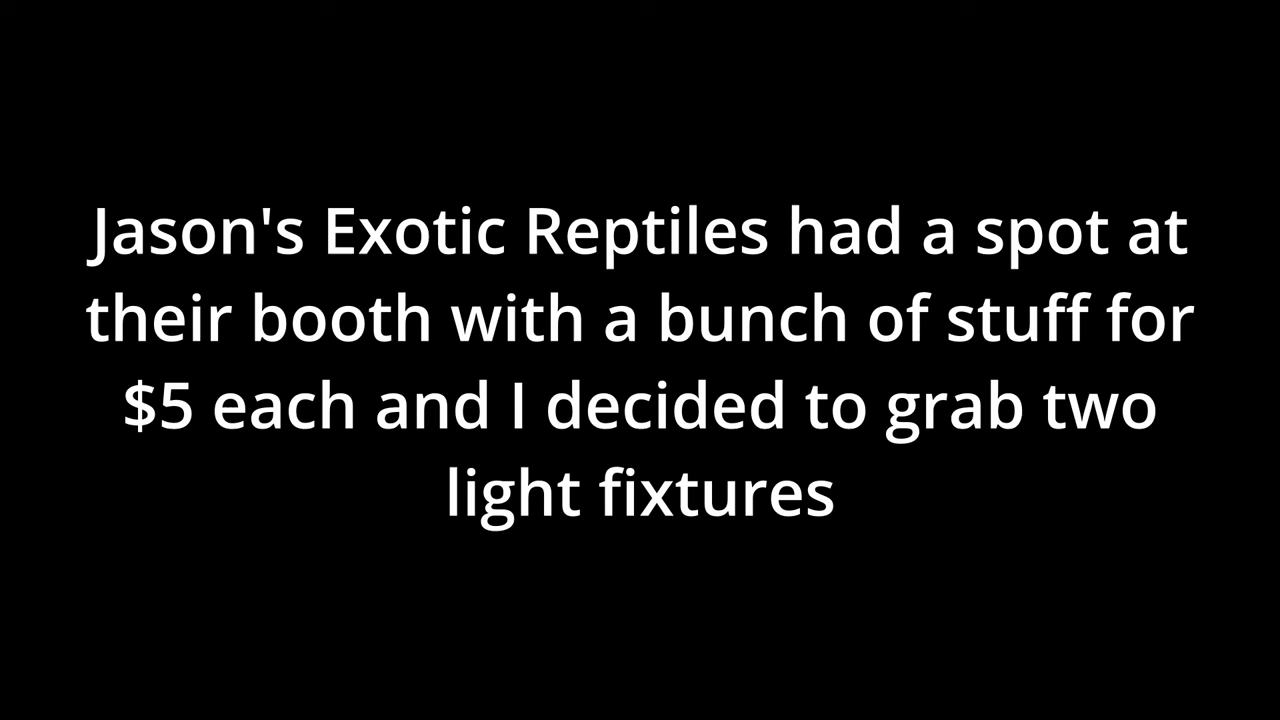 Jason's Exotic Reptiles had a spot at
their booth with a bunch of stuff for
$5 each and I decided to grab two
light fixtures